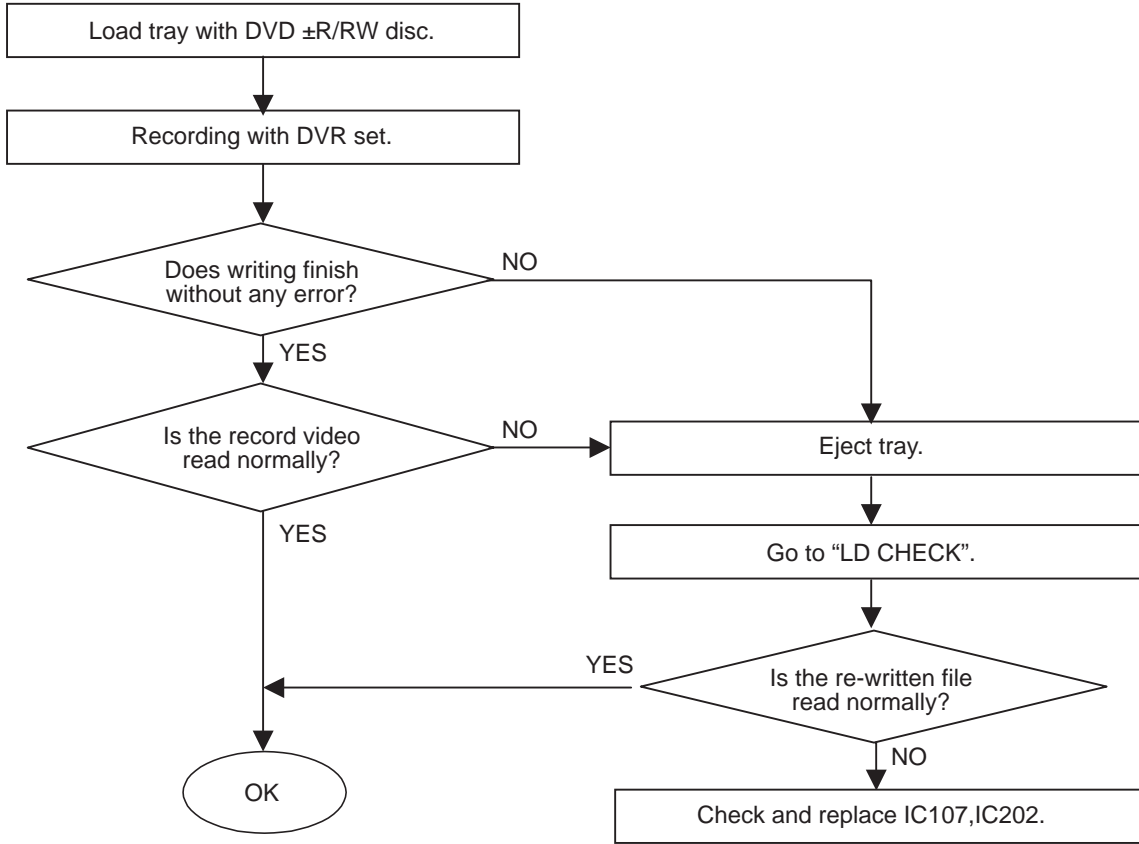 Load tray with DVD ±R/RW disc.
Recording with DVR set.
Does writing finish
without any error?
NO
YES
Is the record video
read normally?
NO
Eject tray.
YES
Go to “LD CHECK”.
YES
Is the re-written file
read normally?
NO
OK
Check and replace IC107,IC202.